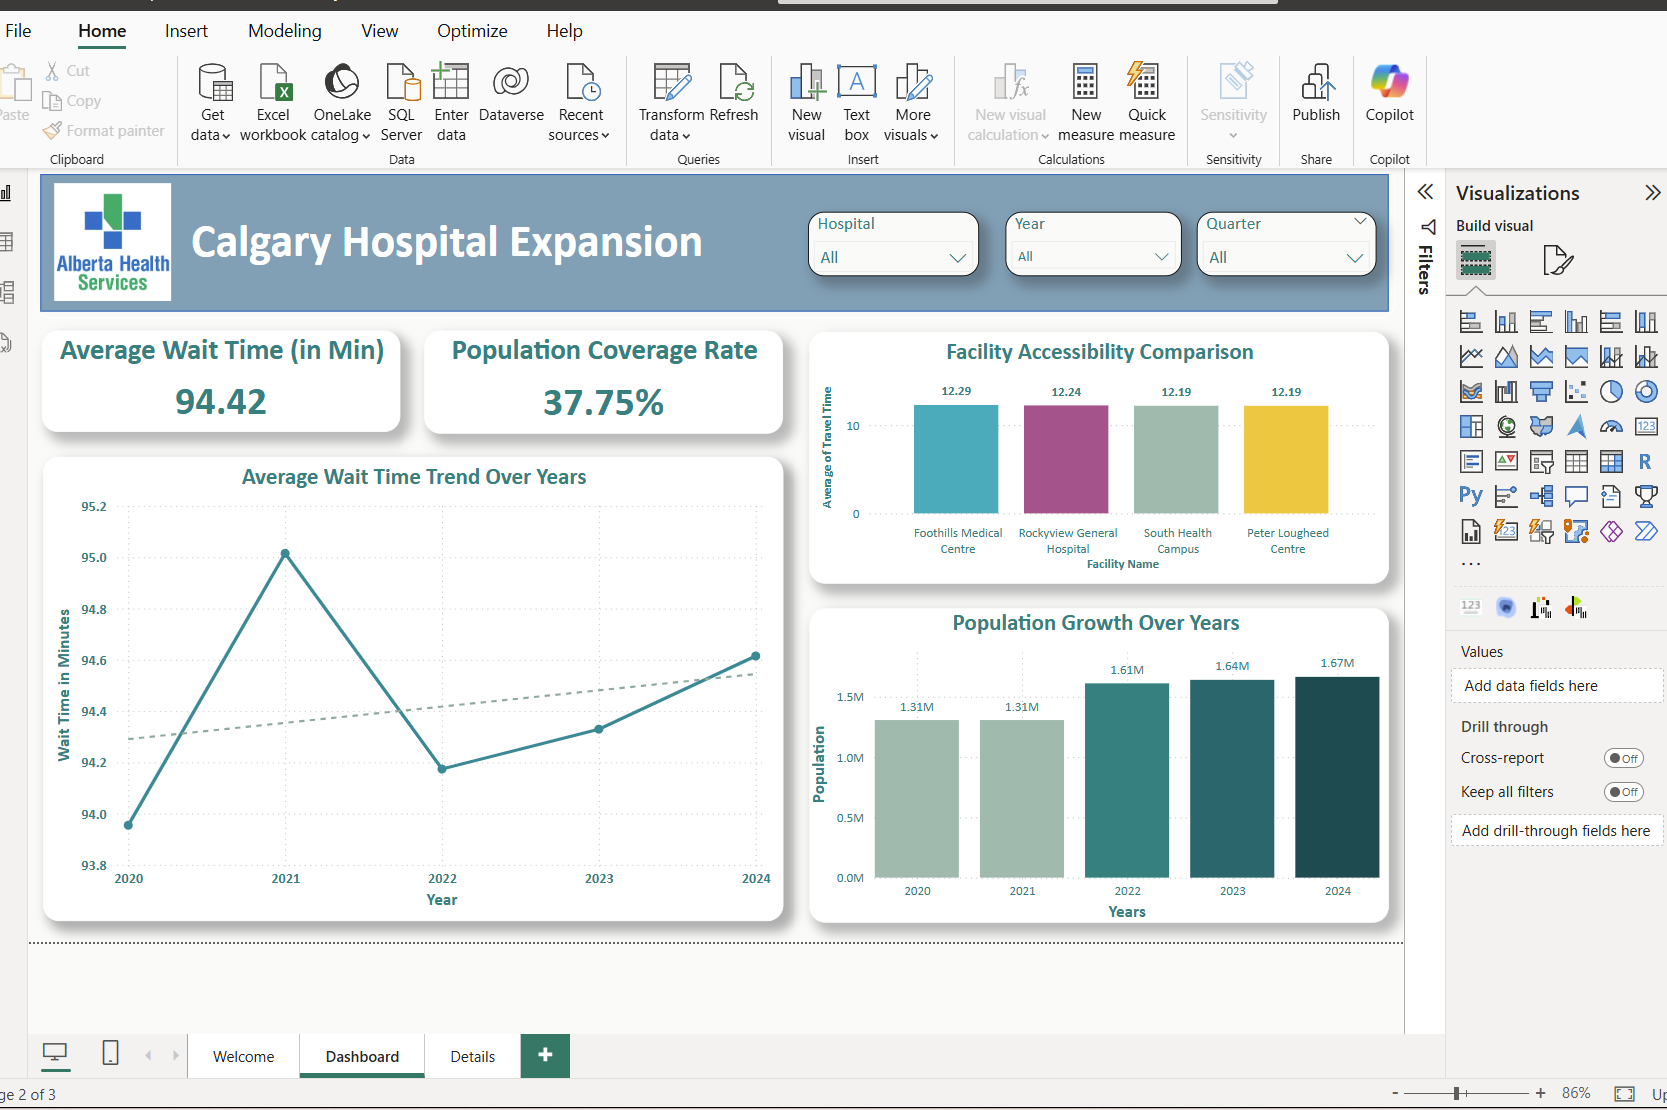 File Home Insert Modeling View Optimize Help
Cut
Copy
Format painter
Clipboard
Get data
Excel workbook
OneLake catalog
SQL Server
Enter data
Dataverse
Recent sources
Data
Transform data
Refresh
Queries
New visual
Text box
More visuals
Insert
New visual calculation
New measure
Quick measure
Calculations
Sensitivity
Sensitivity
Publish
Share
Copilot
Copilot
Alberta Health
Services
Calgary Hospital Expansion
Hospital
All
Year
All
Quarter
All
Average Wait Time (in Min)
94.42
Population Coverage Rate
37.75%
Average Wait Time Trend Over Years
Wait Time in Minutes
95.2
95.0
94.8
94.6
94.4
94.2
94.0
93.8
2020 2021 2022 2023 2024
Year
Facility Accessibility Comparison
Average of Travel Time
10
0
12.29 12.24 12.19 12.19
Foothills Medical Centre
Rockyview General Hospital
South Health Campus
Peter Lougheed Centre
Facility Name
Population Growth Over Years
Population
1.5M
1.0M
0.5M
0.0M
1.31M 1.31M 1.61M 1.64M 1.67M
2020 2021 2022 2023 2024
Years
Filters
Visualizations
Build visual
123
R
Py
123
...
123
Values
Add data fields here
Drill through
Cross-report
Off
Keep all filters
Off
Add drill-through fields here
Welcome Dashboard Details +
2 of 3
- + 86%